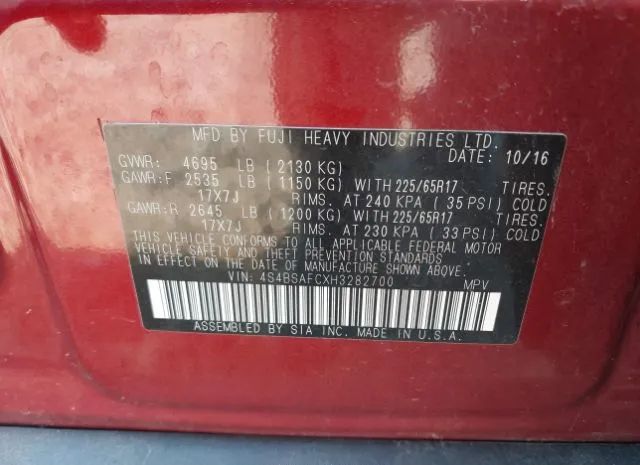 MFD BY FUJI HEAVY INDUSTRIES LTD.
DATE: 10/16
GVWR: 4695 LB (2130 KG)
GAWR:F 2535 LB (1150 KG) WITH 225/65R17 TIRES.
17X7J RIMS. AT 240 KPA (35 PSI) COLD
GAWR:R 2645 LB (1200 KG) WITH 225/65R17 TIRES.
17X7J RIMS. AT 230 KPA (33 PSI) COLD
THIS VEHICLE CONFORMS TO ALL APPLICABLE FEDERAL MOTOR
VEHICLE SAFETY AND THEFT PREVENTION STANDARDS
IN EFFECT ON THE DATE OF MANUFACTURE SHOWN ABOVE.
VIN: 4S4BSAFCXH3282700 MPV
ASSEMBLED BY SIA INC. MADE IN U.S.A.